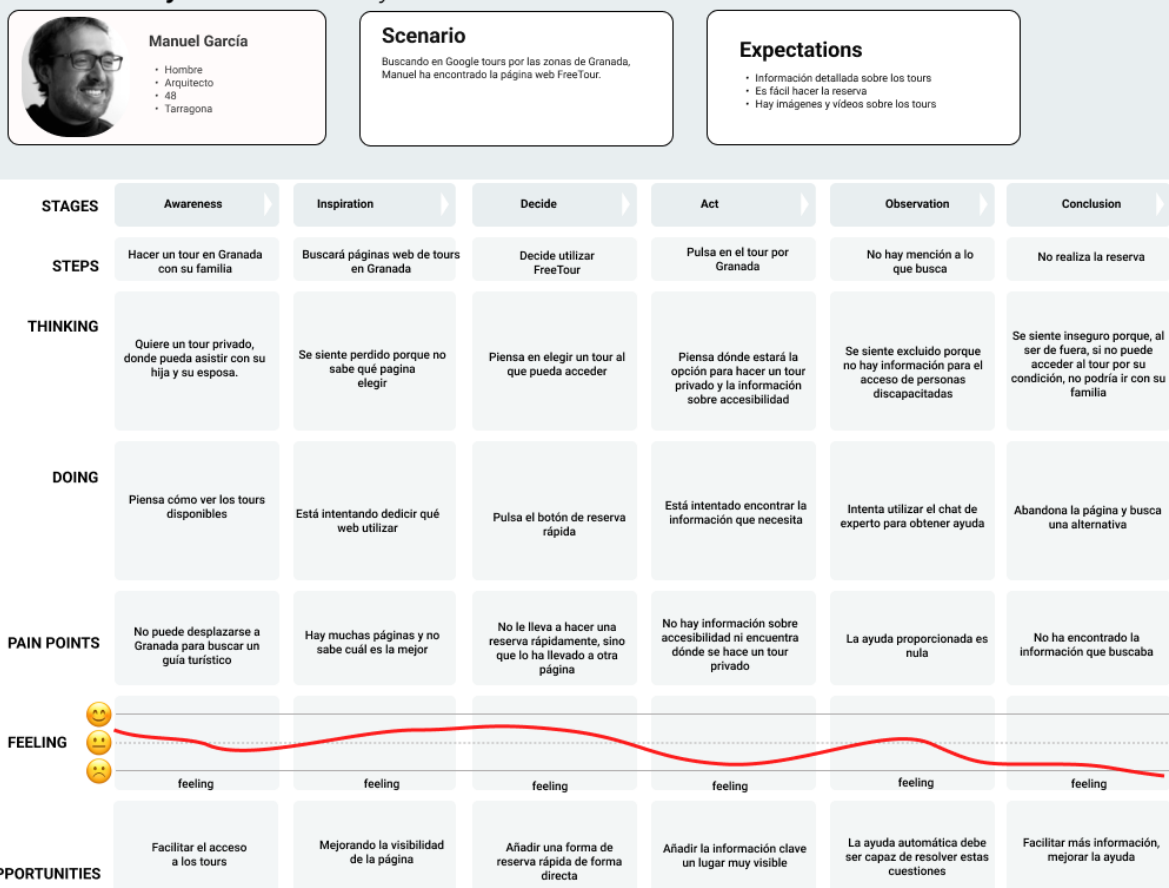 Manuel García
• Hombre
• Arquitecto
• 48
• Tarragona
Scenario
Buscando en Google tours por las zonas de Granada,
Manuel ha encontrado la página web FreeTour.
Expectations
• Información detallada sobre los tours
• Es fácil hacer la reserva
• Hay imágenes y vídeos sobre los tours
STAGES
Awareness
Inspiration
Decide
Act
Observation
Conclusion
STEPS
Hacer un tour en Granada
con su familia
Buscará páginas web de tours
en Granada
Decide utilizar
FreeTour
Pulsa en el tour por
Granada
No hay mención a lo
que busca
No realiza la reserva
THINKING
Quiere un tour privado,
donde pueda asistir con su
hija y su esposa.
Se siente perdido porque no
sabe qué pagina
elegir
Piensa en elegir un tour al
que pueda acceder
Piensa dónde estará la
opción para hacer un tour
privado y la información
sobre accesibilidad
Se siente excluido porque
no hay información para el
acceso de personas
discapacitadas
Se siente inseguro porque, al
ser de fuera, si no puede
acceder al tour por su
condición, no podría ir con su
familia
DOING
Piensa cómo ver los tours
disponibles
Está intentando dedicir qué
web utilizar
Pulsa el botón de reserva
rápida
Está intentado encontrar la
información que necesita
Intenta utilizar el chat de
experto para obtener ayuda
Abandona la página y busca
una alternativa
PAIN POINTS
No puede desplazarse a
Granada para buscar un
guía turístico
Hay muchas páginas y no
sabe cuál es la mejor
No le lleva a hacer una
reserva rápidamente, sino
que lo ha llevado a otra
página
No hay información sobre
accesibilidad ni encuentra
dónde se hace un tour
privado
La ayuda proporcionada es
nula
No ha encontrado la
información que buscaba
FEELING
feeling
feeling
feeling
feeling
feeling
feeling
PPORTUNITIES
Facilitar el acceso
a los tours
Mejorando la visibilidad
de la página
Añadir una forma de
reserva rápida de forma
directa
Añadir la información clave
un lugar muy visible
La ayuda automática debe
ser capaz de resolver estas
cuestiones
Facilitar más información,
mejorar la ayuda